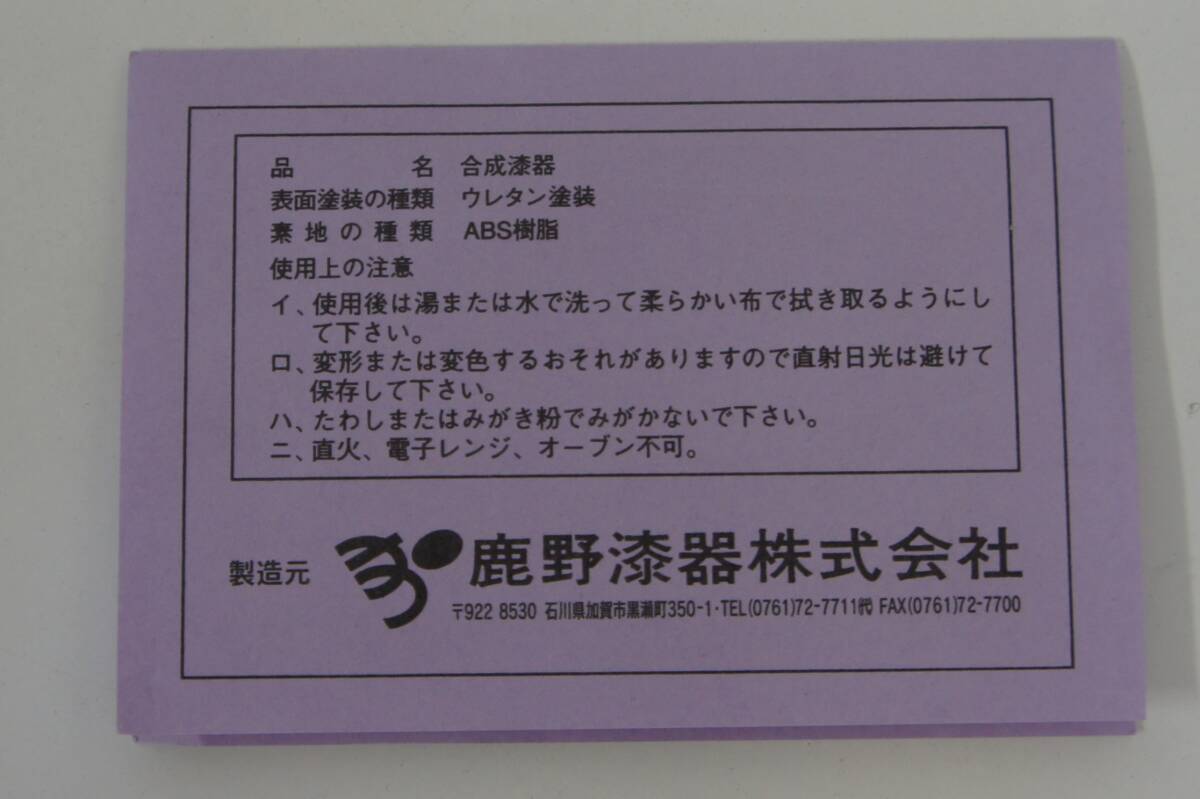 品名 合成漆器
表面塗装の種類 ウレタン塗装
素地の種類 ABS樹脂
使用上の注意
イ、使用後は湯または水で洗って柔らかい布で拭き取るようにし
て下さい。
ロ、変形または変色するおそれがありますので直射日光は避けて
保存して下さい。
ハ、たわしまたはみがき粉でみがかないで下さい。
ニ、直火、電子レンジ、オーブン不可。
製造元 鹿野漆器株式会社
〒922 8530 石川県加賀市黒瀬町350-1・TEL(0761)72-7711㈹ FAX(0761)72-7700